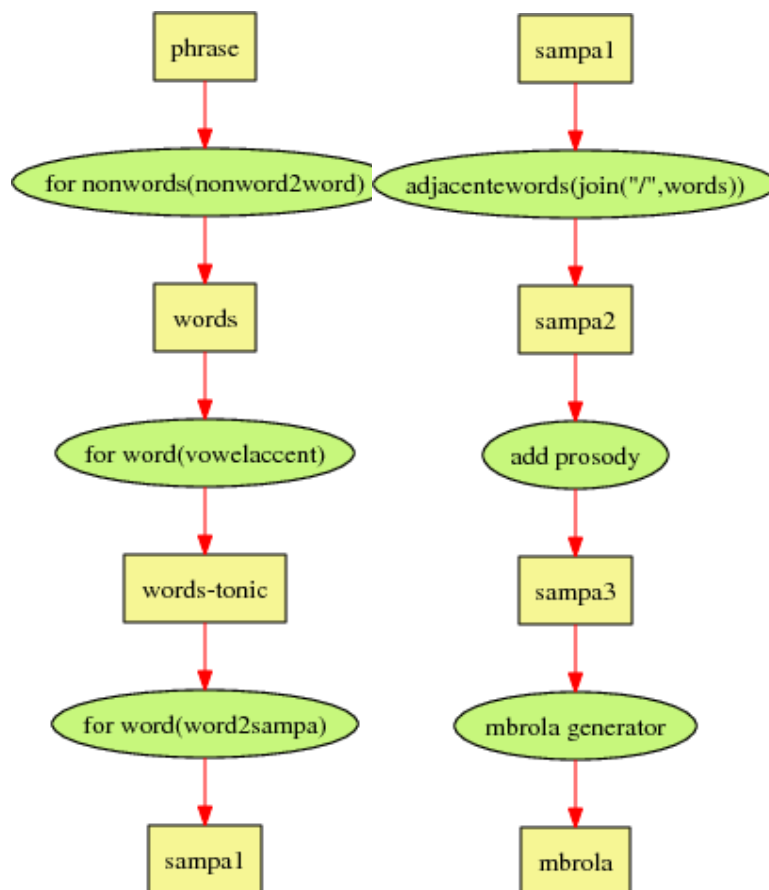 phrase
for nonwords(nonword2word)
words
for word(vowelaccent)
words-tonic
for word(word2sampa)
sampa1
sampa1
adjacentewords(join("/",words))
sampa2
add prosody
sampa3
mbrola generator
mbrola